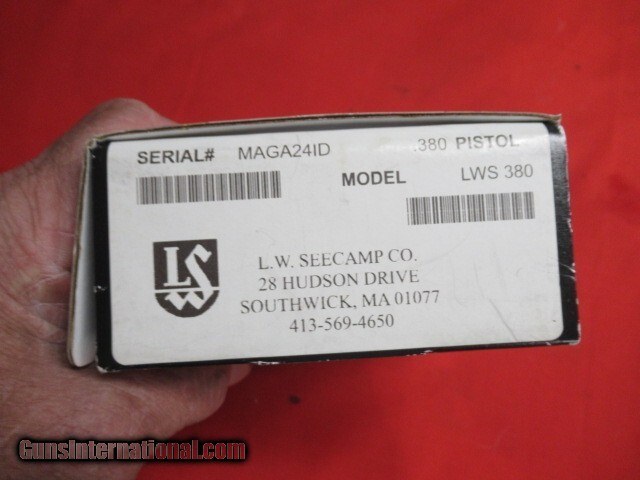 SERIAL# MAGA24ID .380 PISTOL
MODEL LWS 380
LSW
L.W. SEECAMP CO.
28 HUDSON DRIVE
SOUTHWICK, MA 01077
413-569-4650
GunsInternational.com